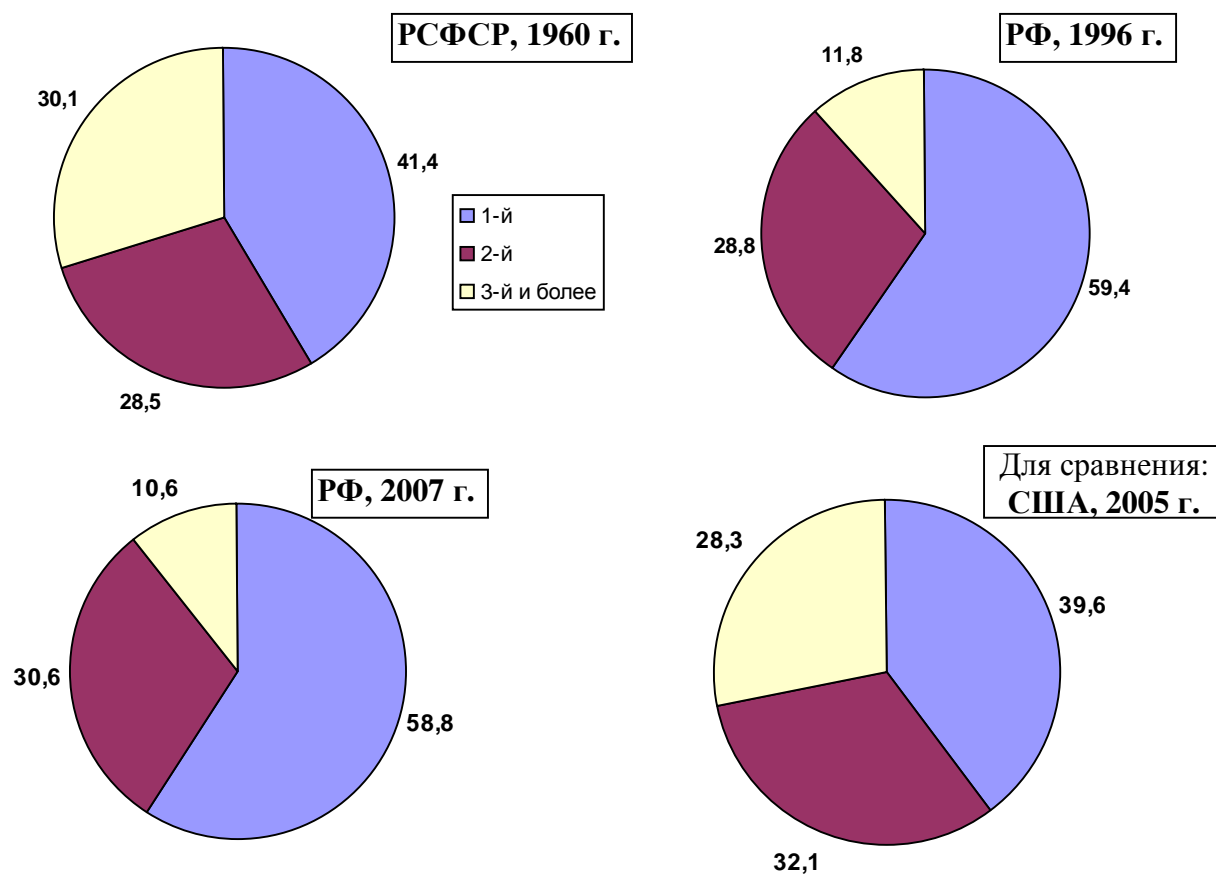 РСФСР, 1960 г.
30,1
41,4
28,5
1-й
2-й
3-й и более
РФ, 1996 г.
11,8
28,8
59,4
РФ, 2007 г.
10,6
30,6
58,8
Для сравнения:
США, 2005 г.
28,3
39,6
32,1